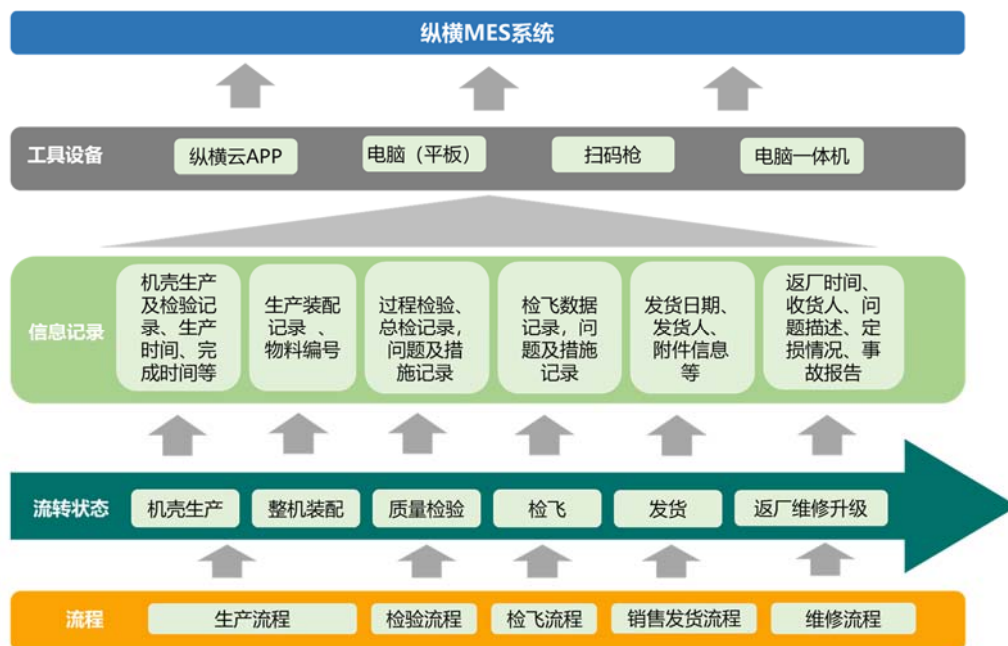 纵横MES系统
工具设备
纵横云APP
电脑（平板）
扫码枪
电脑一体机
信息记录
机壳生产
及检验记
录、生产
时间、完
成时间等
生产装配
记录 、
物料编号
过程检验、
总检记录，
问题及措
施记录
检飞数据
记录，问
题及措施
记录
发货日期、
发货人、
附件信息
等
返厂时间、
收货人、问
题描述、定
损情况、事
故报告
流转状态
机壳生产
整机装配
质量检验
检飞
发货
返厂维修升级
流程
生产流程
检验流程
检飞流程
销售发货流程
维修流程